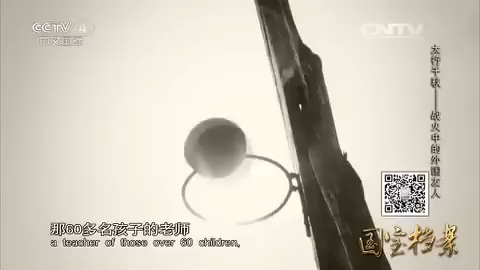 CCTV 4
中文国际
CNTV
太行千秋——战火中的外国友人
那60多名孩子的老师
a teacher of those over 60 children,
国宝档案